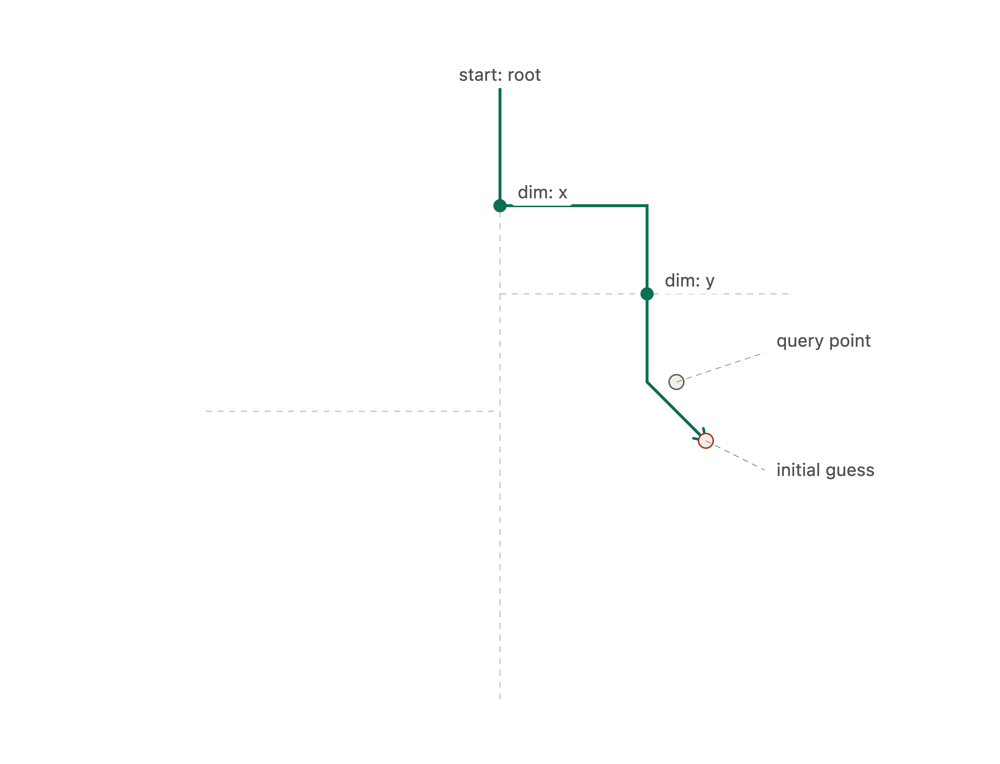 start: root
dim: x
dim: y
query point
initial guess